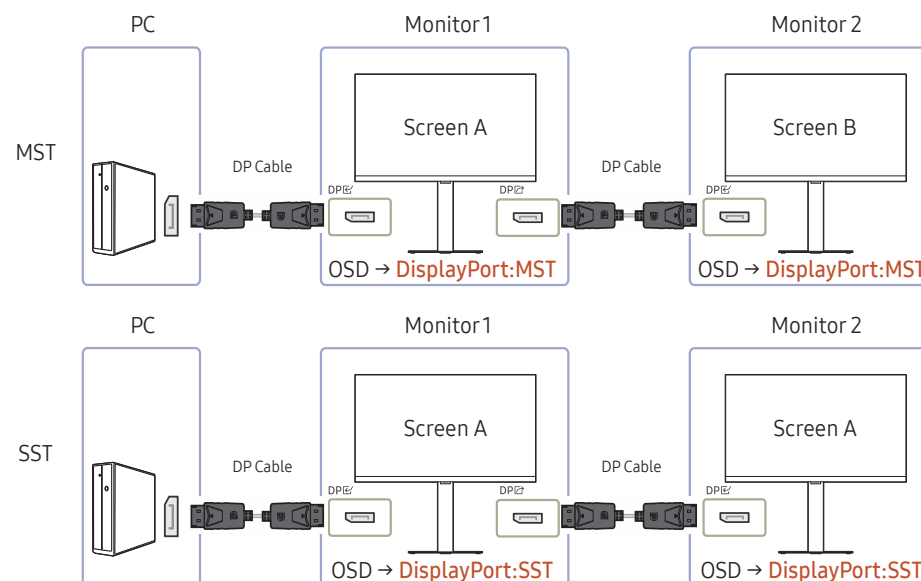 PC Monitor 1 Monitor 2
MST
Screen A Screen B
DP Cable DP Cable
DP DP DP
OSD → DisplayPort:MST OSD → DisplayPort:MST
PC Monitor 1 Monitor 2
SST
Screen A Screen A
DP Cable DP Cable
DP DP DP
OSD → DisplayPort:SST OSD → DisplayPort:SST